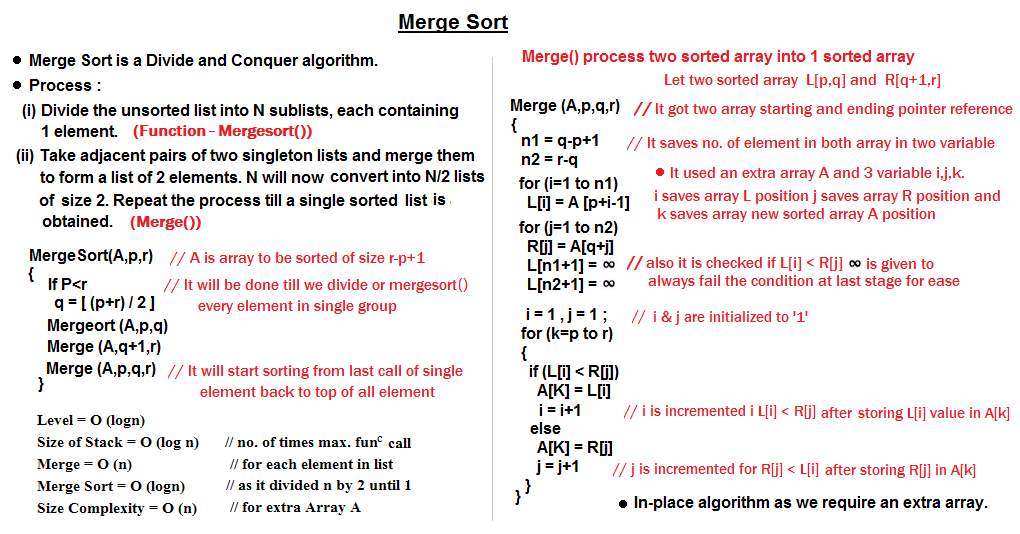 Merge Sort
● Merge Sort is a Divide and Conquer algorithm.
● Process :
(i) Divide the unsorted list into N sublists, each containing
1 element. (Function - Mergesort())
(ii) Take adjacent pairs of two singleton lists and merge them
to form a list of 2 elements. N will now convert into N/2 lists
of size 2. Repeat the process till a single sorted list is .
obtained. (Merge())
MergeSort(A,p,r) // A is array to be sorted of size r-p+1
{
If P<r // It will be done till we divide or mergesort()
q = [ (p+r) / 2 ] every element in single group
Mergeort (A,p,q)
Merge (A,q+1,r)
Merge (A,p,q,r) // It will start sorting from last call of single
} element back to top of all element
Level = O (logn)
Size of Stack = O (log n) // no. of times max. funᶜ call
Merge = O (n) // for each element in list
Merge Sort = O (logn) // as it divided n by 2 until 1
Size Complexity = O (n) // for extra Array A
Merge() process two sorted array into 1 sorted array
Let two sorted array L[p,q] and R[q+1,r]
Merge (A,p,q,r) // It got two array starting and ending pointer reference
{
n1 = q-p+1 // It saves no. of element in both array in two variable
n2 = r-q
● It used an extra array A and 3 variable i,j,k.
for (i=1 to n1)
L[i] = A [p+i-1] i saves array L position j saves array R position and
k saves array new sorted array A position
for (j=1 to n2)
R[j] = A[q+j]
L[n1+1] = ∞ // also it is checked if L[i] < R[j] ∞ is given to
L[n2+1] = ∞ always fail the condition at last stage for ease
i = 1 , j = 1 ; // i & j are initialized to '1'
for (k=p to r)
{
if (L[i] < R[j])
A[K] = L[i]
i = i+1 // i is incremented i L[i] < R[j] after storing L[i] value in A[k]
else
A[K] = R[j]
j = j+1 // j is incremented for R[j] < L[i] after storing R[j] in A[k]
}
}
● In-place algorithm as we require an extra array.